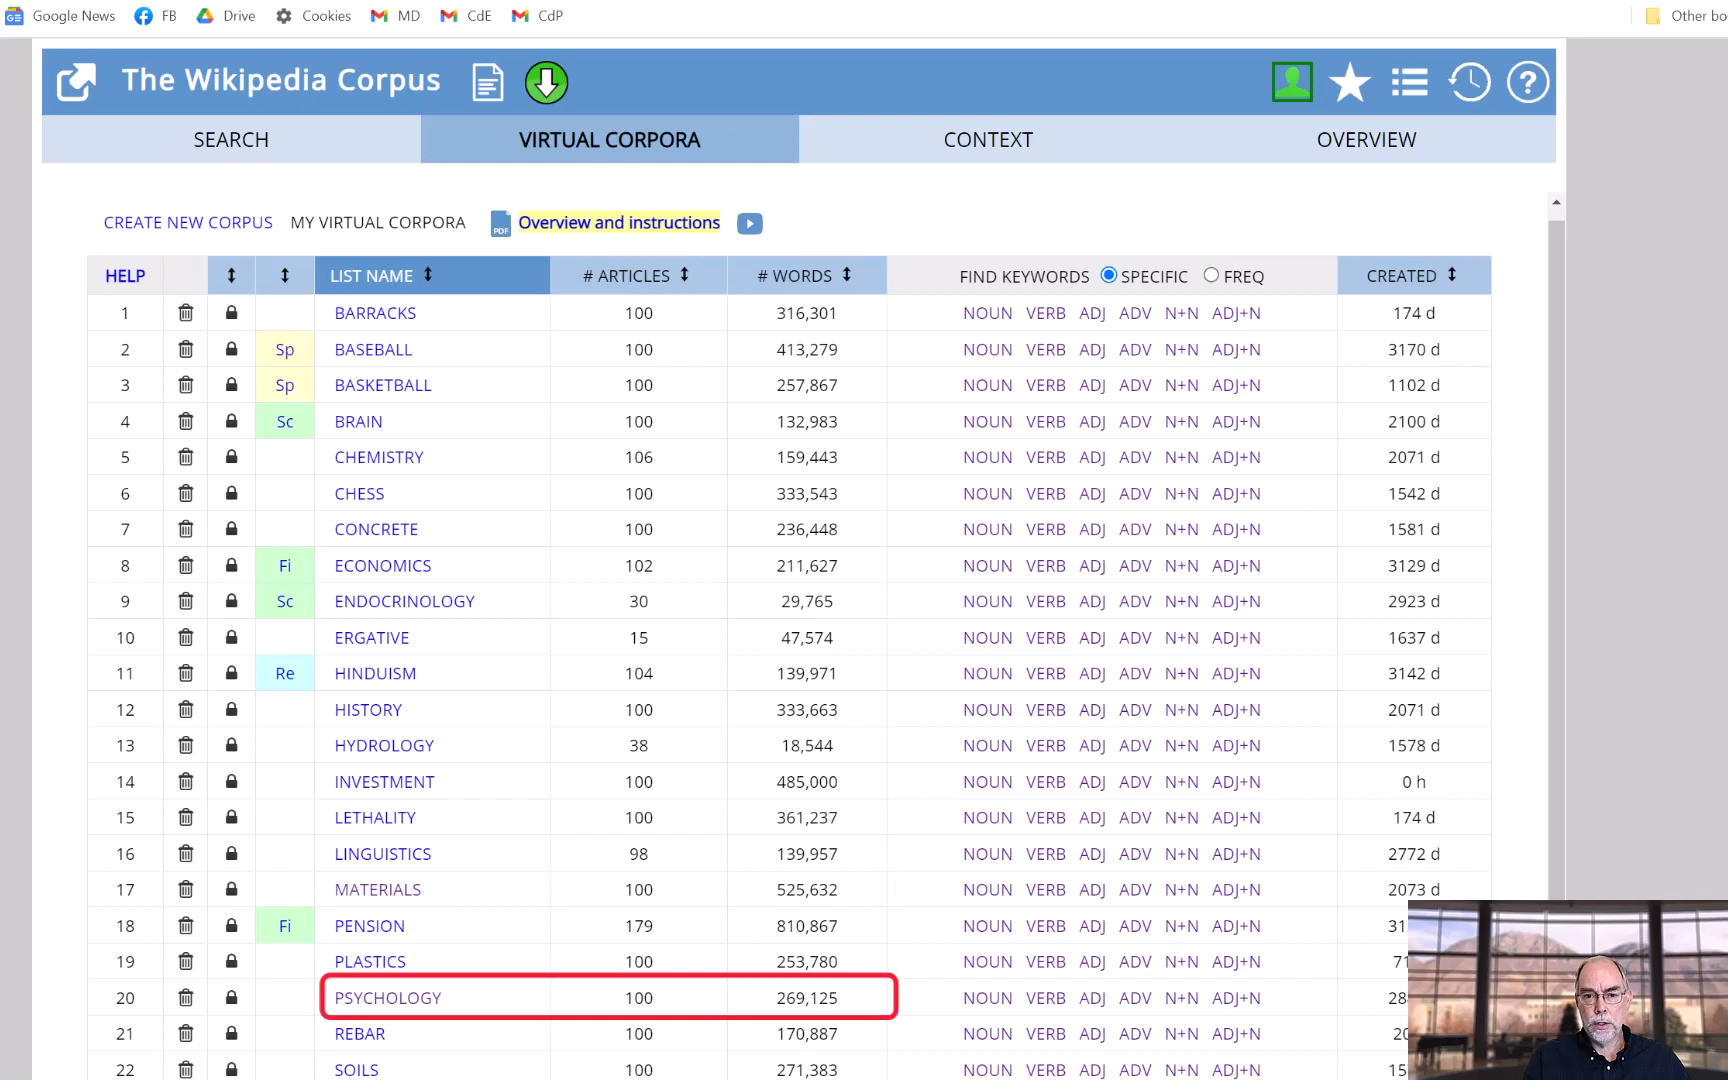 Google News FB Drive Cookies MD CdE CdP Other bo
The Wikipedia Corpus
SEARCH VIRTUAL CORPORA CONTEXT OVERVIEW
CREATE NEW CORPUS MY VIRTUAL CORPORA PDF Overview and instructions
HELP LIST NAME # ARTICLES # WORDS FIND KEYWORDS SPECIFIC FREQ CREATED
1 BARRACKS 100 316,301 NOUN VERB ADJ ADV N+N ADJ+N 174 d
2 Sp BASEBALL 100 413,279 NOUN VERB ADJ ADV N+N ADJ+N 3170 d
3 Sp BASKETBALL 100 257,867 NOUN VERB ADJ ADV N+N ADJ+N 1102 d
4 Sc BRAIN 100 132,983 NOUN VERB ADJ ADV N+N ADJ+N 2100 d
5 CHEMISTRY 106 159,443 NOUN VERB ADJ ADV N+N ADJ+N 2071 d
6 CHESS 100 333,543 NOUN VERB ADJ ADV N+N ADJ+N 1542 d
7 CONCRETE 100 236,448 NOUN VERB ADJ ADV N+N ADJ+N 1581 d
8 Fi ECONOMICS 102 211,627 NOUN VERB ADJ ADV N+N ADJ+N 3129 d
9 Sc ENDOCRINOLOGY 30 29,765 NOUN VERB ADJ ADV N+N ADJ+N 2923 d
10 ERGATIVE 15 47,574 NOUN VERB ADJ ADV N+N ADJ+N 1637 d
11 Re HINDUISM 104 139,971 NOUN VERB ADJ ADV N+N ADJ+N 3142 d
12 HISTORY 100 333,663 NOUN VERB ADJ ADV N+N ADJ+N 2071 d
13 HYDROLOGY 38 18,544 NOUN VERB ADJ ADV N+N ADJ+N 1578 d
14 INVESTMENT 100 485,000 NOUN VERB ADJ ADV N+N ADJ+N 0 h
15 LETHALITY 100 361,237 NOUN VERB ADJ ADV N+N ADJ+N 174 d
16 LINGUISTICS 98 139,957 NOUN VERB ADJ ADV N+N ADJ+N 2772 d
17 MATERIALS 100 525,632 NOUN VERB ADJ ADV N+N ADJ+N 2073 d
18 Fi PENSION 179 810,867 NOUN VERB ADJ ADV N+N ADJ+N 31
19 PLASTICS 100 253,780 NOUN VERB ADJ ADV N+N ADJ+N 71
20 PSYCHOLOGY 100 269,125 NOUN VERB ADJ ADV N+N ADJ+N 28
21 REBAR 100 170,887 NOUN VERB ADJ ADV N+N ADJ+N 20
22 SOILS 100 271,383 NOUN VERB ADJ ADV N+N ADJ+N 15